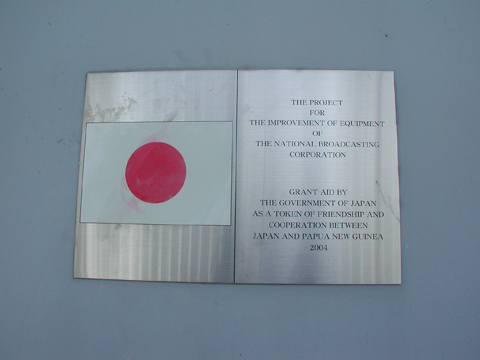 THE PROJECT
FOR
THE IMPROVEMENT OF EQUIPMENT
OF
THE NATIONAL BROADCASTING
CORPORATION
GRANT AID BY
THE GOVERNMENT OF JAPAN
AS A TOKEN OF FRIENDSHIP AND
COOPERATION BETWEEN
JAPAN AND PAPUA NEW GUINEA
2004